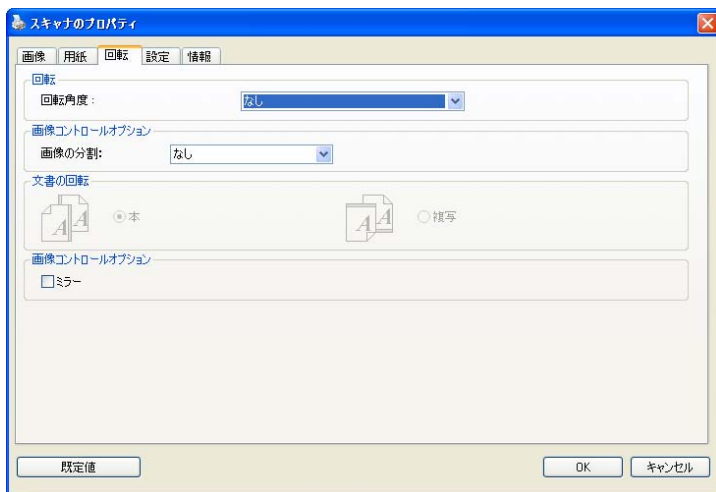 スキャナのプロパティ
画像 用紙 回転 設定 情報
回転
回転角度： なし
画像コントロールオプション
画像の分割: なし
文書の回転
A A 本 A A 複写
画像コントロールオプション
ミラー
既定値 OK キャンセル